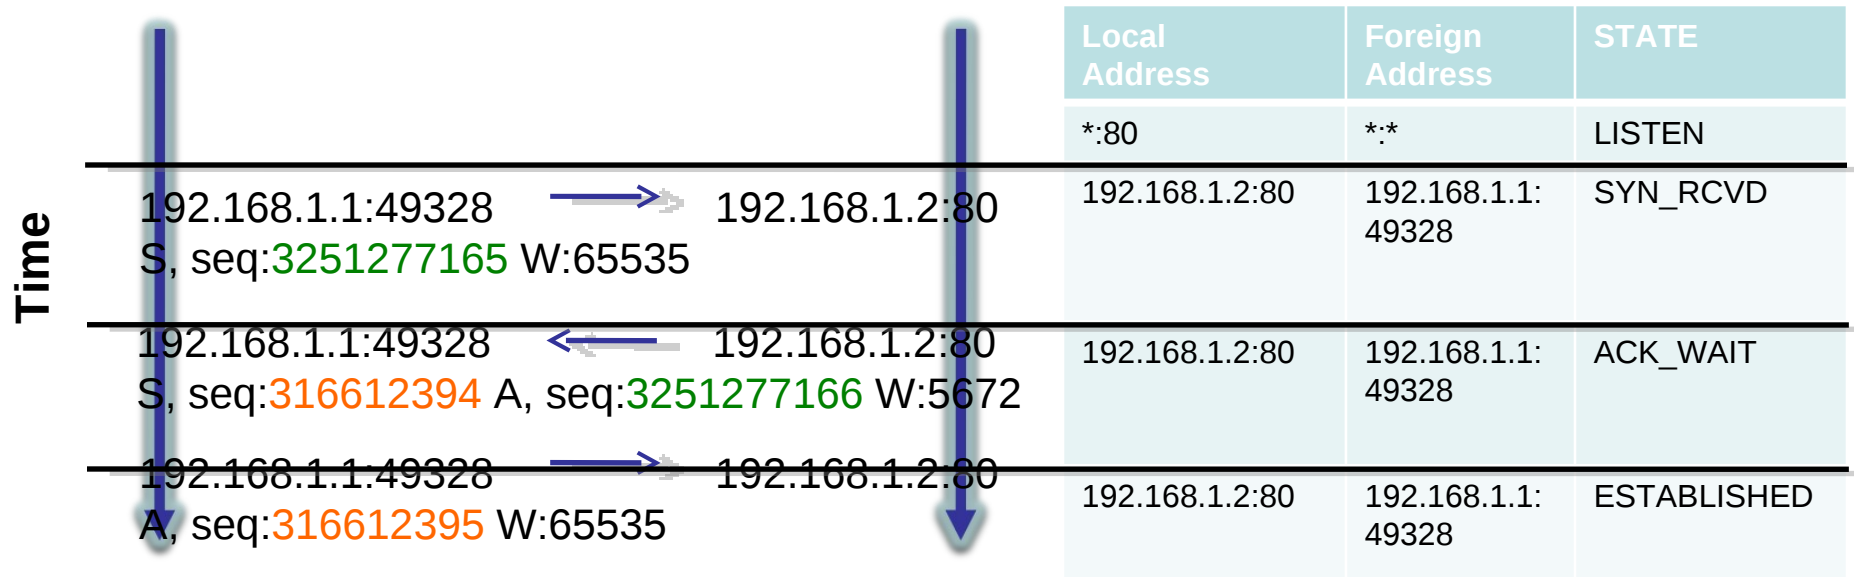 Time
192.168.1.1:49328 192.168.1.2:80
S, seq:3251277165 W:65535
192.168.1.1:49328 192.168.1.2:80
S, seq:316612394 A, seq:3251277166 W:5672
192.168.1.1:49328 192.168.1.2:80
A, seq:316612395 W:65535
Local Foreign STATE
Address Address
*:80 *:* LISTEN
192.168.1.2:80 192.168.1.1: SYN_RCVD
49328
192.168.1.2:80 192.168.1.1: ACK_WAIT
49328
192.168.1.2:80 192.168.1.1: ESTABLISHED
49328